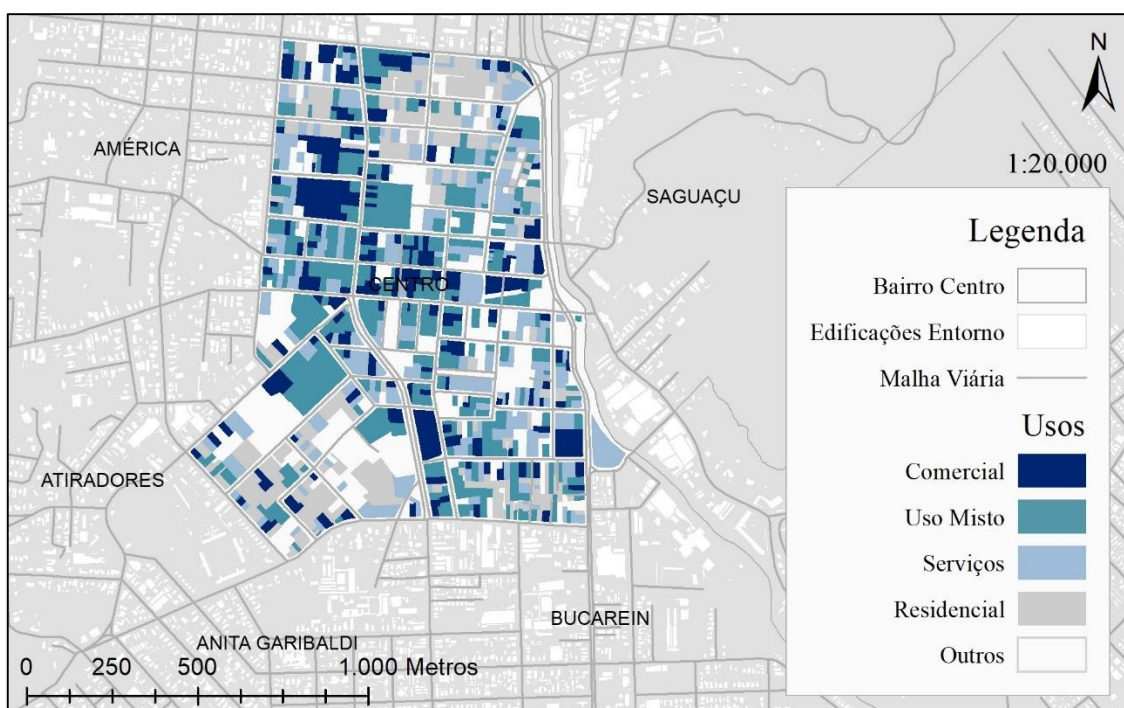 N
AMÉRICA
1:20.000
SAGUAÇU
Legenda
Bairro Centro
CENTRO
Edificações Entorno
Malha Viária
Usos
ATIRADORES
Comercial
Uso Misto
Serviços
Residencial
BUCAREIN
ANITA GARIBALDI
Outros
0 250 500 1.000 Metros